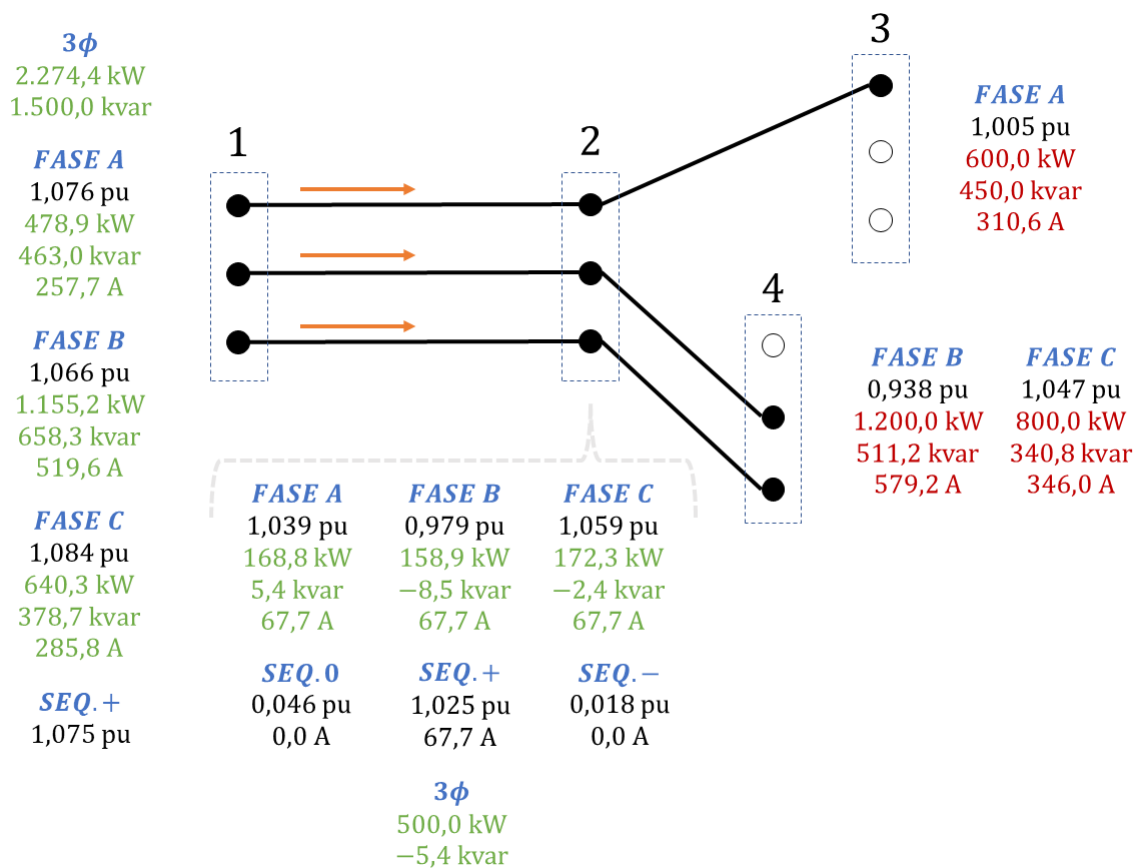 3ϕ
2.274,4 kW
1.500,0 kvar
FASE A
1,076 pu
478,9 kW
463,0 kvar
257,7 A
FASE B
1,066 pu
1.155,2 kW
658,3 kvar
519,6 A
FASE C
1,084 pu
640,3 kW
378,7 kvar
285,8 A
SEQ.+
1,075 pu
1
2
3
FASE A
1,005 pu
600,0 kW
450,0 kvar
310,6 A
4
FASE B
0,938 pu
1.200,0 kW
511,2 kvar
579,2 A
FASE C
1,047 pu
800,0 kW
340,8 kvar
346,0 A
FASE A
1,039 pu
168,8 kW
5,4 kvar
67,7 A
FASE B
0,979 pu
158,9 kW
−8,5 kvar
67,7 A
FASE C
1,059 pu
172,3 kW
−2,4 kvar
67,7 A
SEQ.0
0,046 pu
0,0 A
SEQ.+
1,025 pu
67,7 A
SEQ.−
0,018 pu
0,0 A
3ϕ
500,0 kW
−5,4 kvar